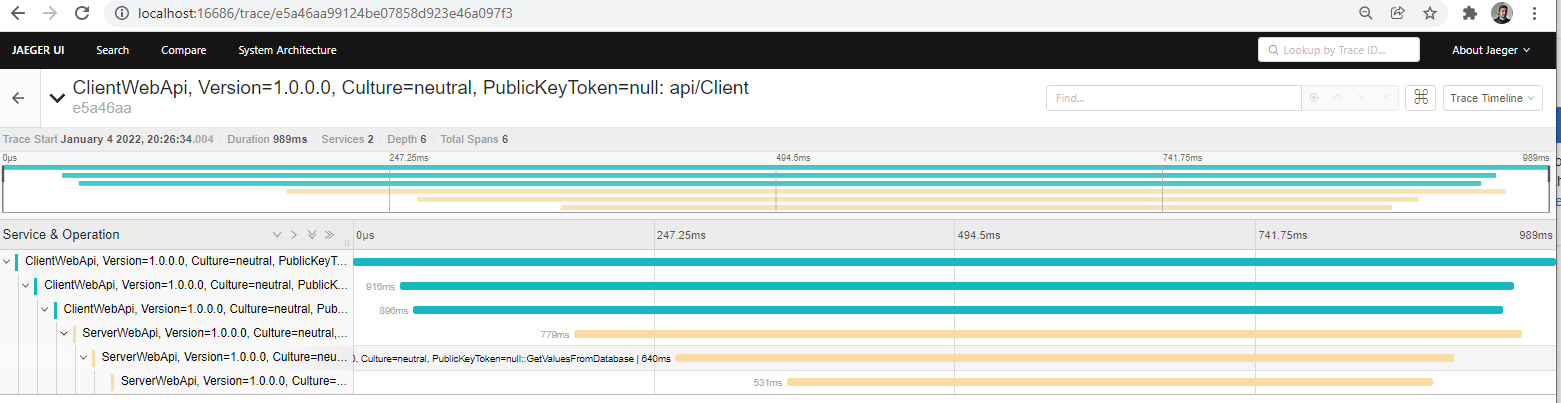 localhost:16686/trace/e5a46aa99124be07858d923e46a097f3
JAEGER UI Search Compare System Architecture Lookup by Trace ID... About Jaeger
ClientWebApi, Version=1.0.0.0, Culture=neutral, PublicKeyToken=null: api/Client
e5a46aa
Find... Trace Timeline
Trace Start January 4 2022, 20:26:34.004 Duration 989ms Services 2 Depth 6 Total Spans 6
0μs 247.25ms 494.5ms 741.75ms 989ms
Service & Operation 0μs 247.25ms 494.5ms 741.75ms 989ms
ClientWebApi, Version=1.0.0.0, Culture=neutral, PublicKeyT...
ClientWebApi, Version=1.0.0.0, Culture=neutral, PublicK... 916ms
ClientWebApi, Version=1.0.0.0, Culture=neutral, Pub... 896ms
ServerWebApi, Version=1.0.0.0, Culture=neutral,... 779ms
ServerWebApi, Version=1.0.0.0, Culture=neu... 0, Culture=neutral, PublicKeyToken=null::GetValuesFromDatabase | 640ms
ServerWebApi, Version=1.0.0.0, Culture=... 531ms